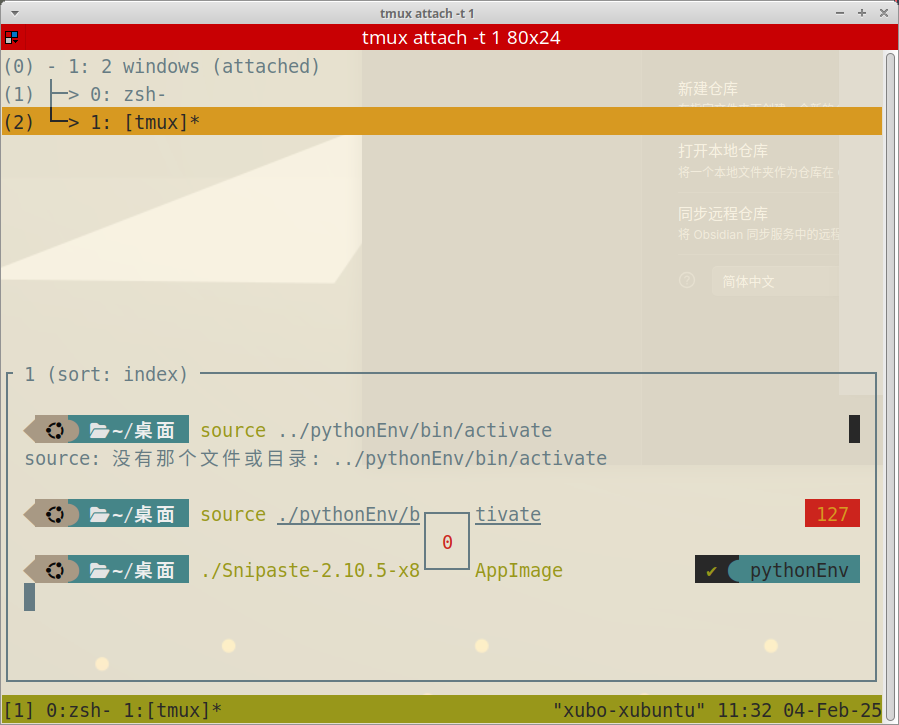 tmux attach -t 1
tmux attach -t 1 80x24
(0) - 1: 2 windows (attached)
(1) ├─> 0: zsh-
(2) └─> 1: [tmux]*
新建仓库
打开本地仓库
将一个本地文件夹作为仓库在
同步远程仓库
将 Obsidian 同步服务中的远程
简体中文
1 (sort: index)
~/桌面 source ../pythonEnv/bin/activate
source: 没有那个文件或目录: ../pythonEnv/bin/activate
~/桌面 source ./pythonEnv/b tivate 127
0
~/桌面 ./Snipaste-2.10.5-x8 AppImage ✔ pythonEnv
[1] 0:zsh- 1:[tmux]* "xubo-xubuntu" 11:32 04-Feb-25